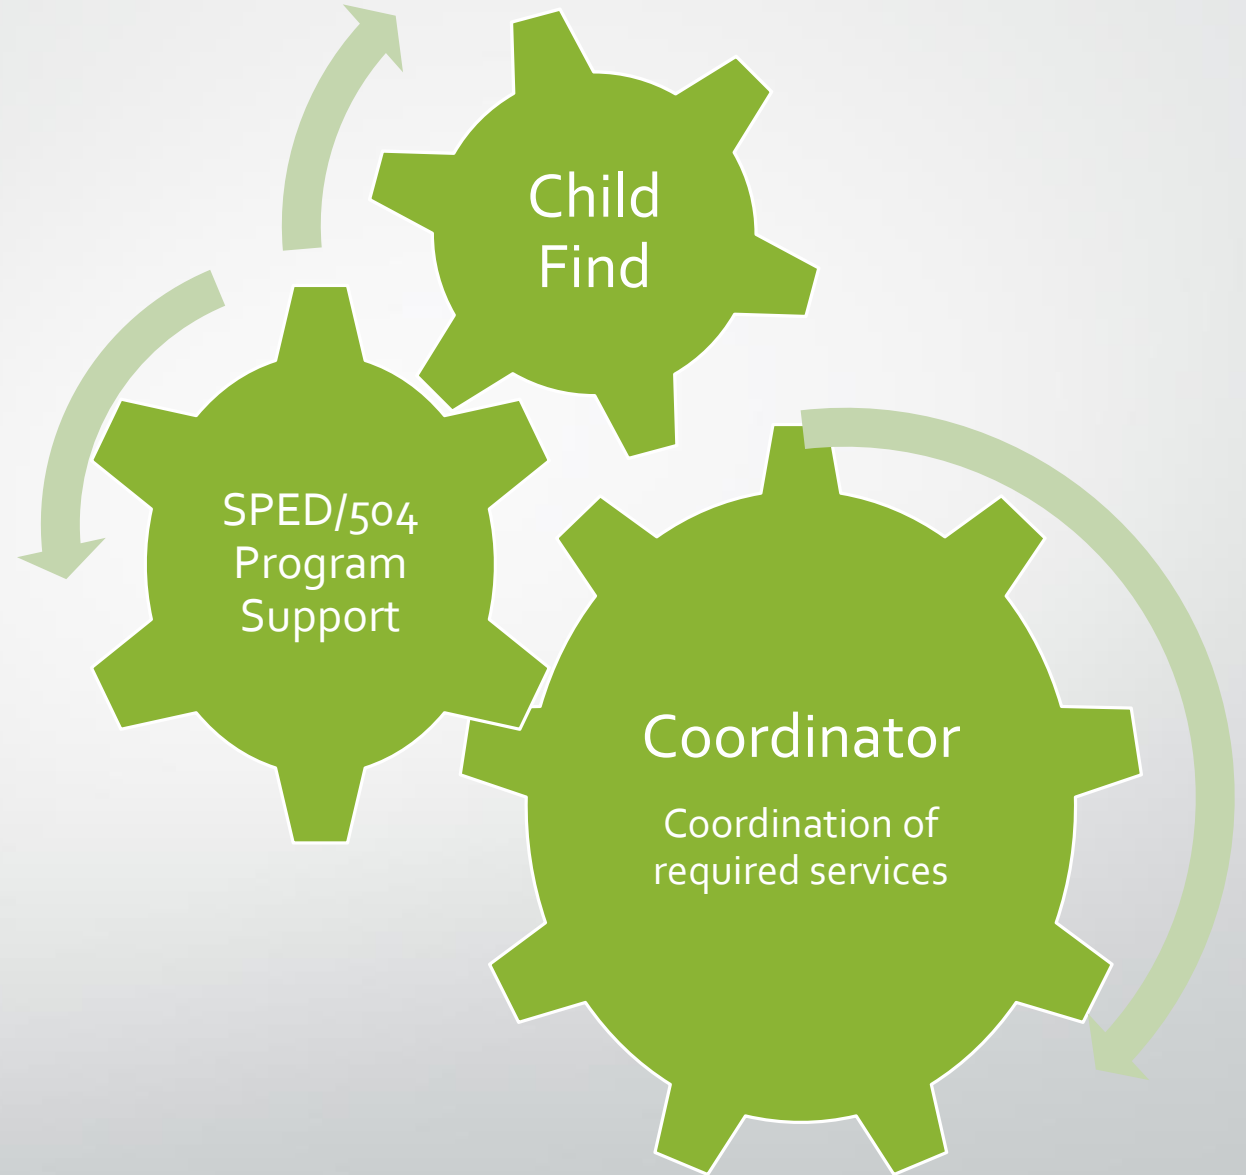 Child
Find
SPED/504
Program
Support
Coordinator
Coordination of
required services